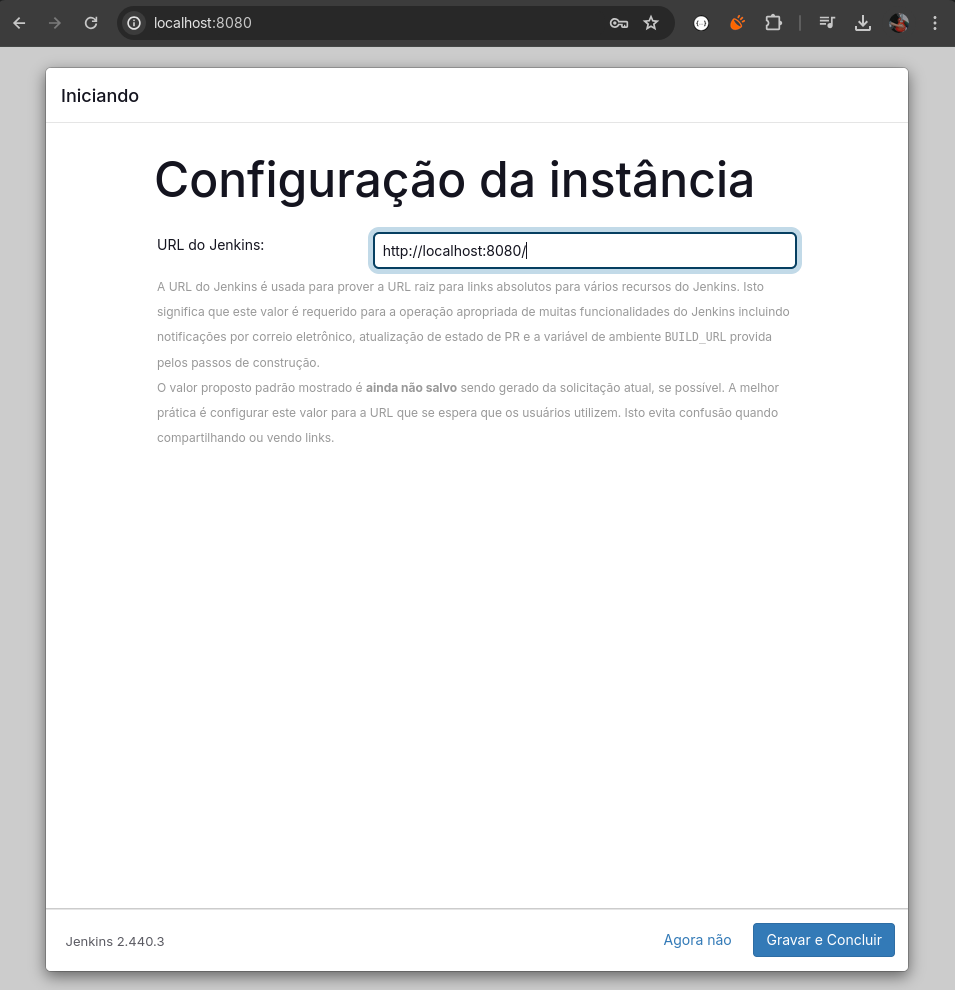 localhost:8080
Iniciando
Configuração da instância
URL do Jenkins:
http://localhost:8080/
A URL do Jenkins é usada para prover a URL raiz para links absolutos para vários recursos do Jenkins. Isto
significa que este valor é requerido para a operação apropriada de muitas funcionalidades do Jenkins incluindo
notificações por correio eletrônico, atualização de estado de PR e a variável de ambiente BUILD_URL provida
pelos passos de construção.
O valor proposto padrão mostrado é ainda não salvo sendo gerado da solicitação atual, se possível. A melhor
prática é configurar este valor para a URL que se espera que os usuários utilizem. Isto evita confusão quando
compartilhando ou vendo links.
Jenkins 2.440.3
Agora não
Gravar e Concluir